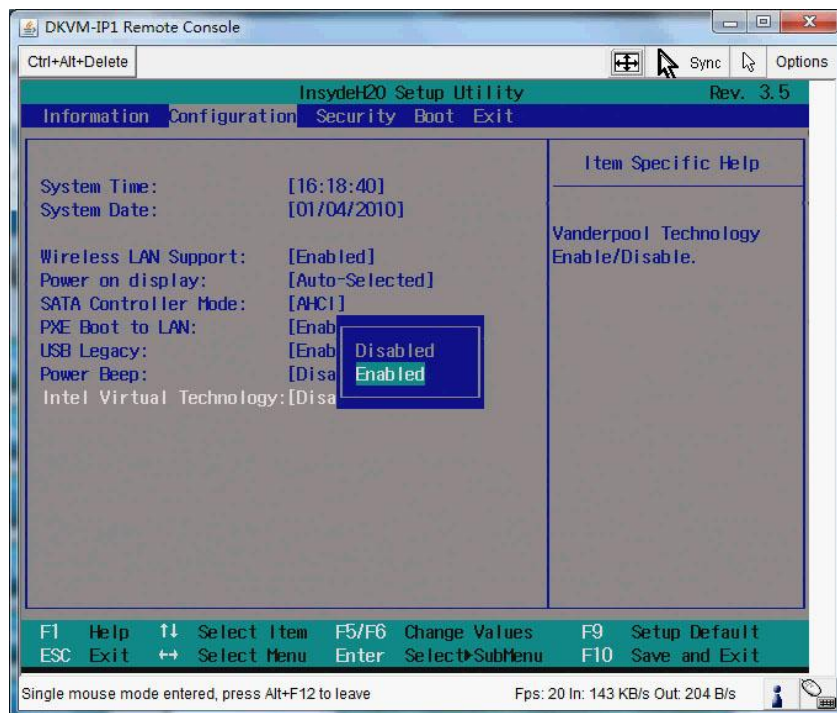 DKVM-IP1 Remote Console
Ctrl+Alt+Delete Sync Options
InsydeH2O Setup Utility Rev. 3.5
Information Configuration Security Boot Exit
Item Specific Help
System Time: [16:18:40]
System Date: [01/04/2010]
Vanderpool Technology
Enable/Disable.
Wireless LAN Support: [Enabled]
Power on display: [Auto-Selected]
SATA Controller Mode: [AHCI]
PXE Boot to LAN: [Enab
USB Legacy: [Enab
Power Beep: [Disa
Intel Virtual Technology:[Disa
Disabled
Enabled
F1 Help ↑↓ Select Item F5/F6 Change Values F9 Setup Default
ESC Exit ↔ Select Menu Enter Select▶SubMenu F10 Save and Exit
Single mouse mode entered, press Alt+F12 to leave Fps: 20 In: 143 KB/s Out: 204 B/s